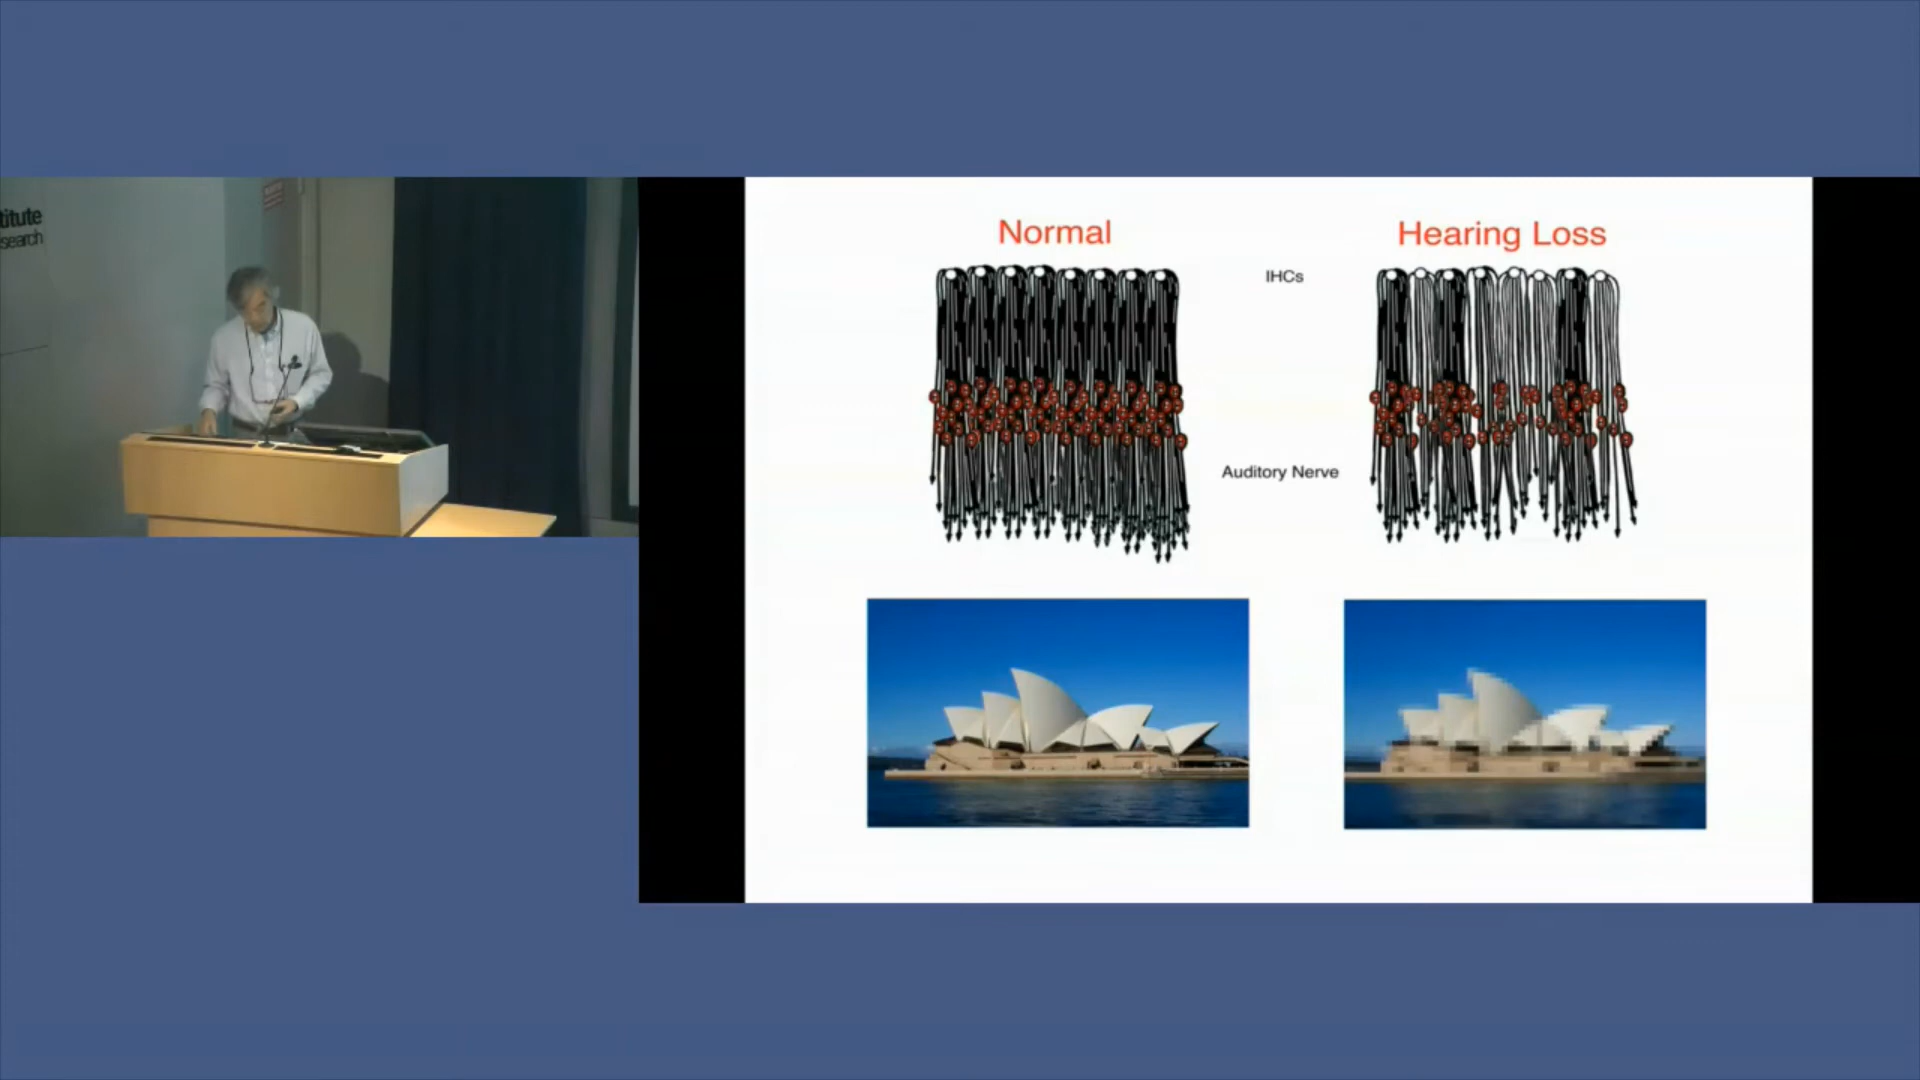 titute
search
Normal
Hearing Loss
IHCs
Auditory Nerve